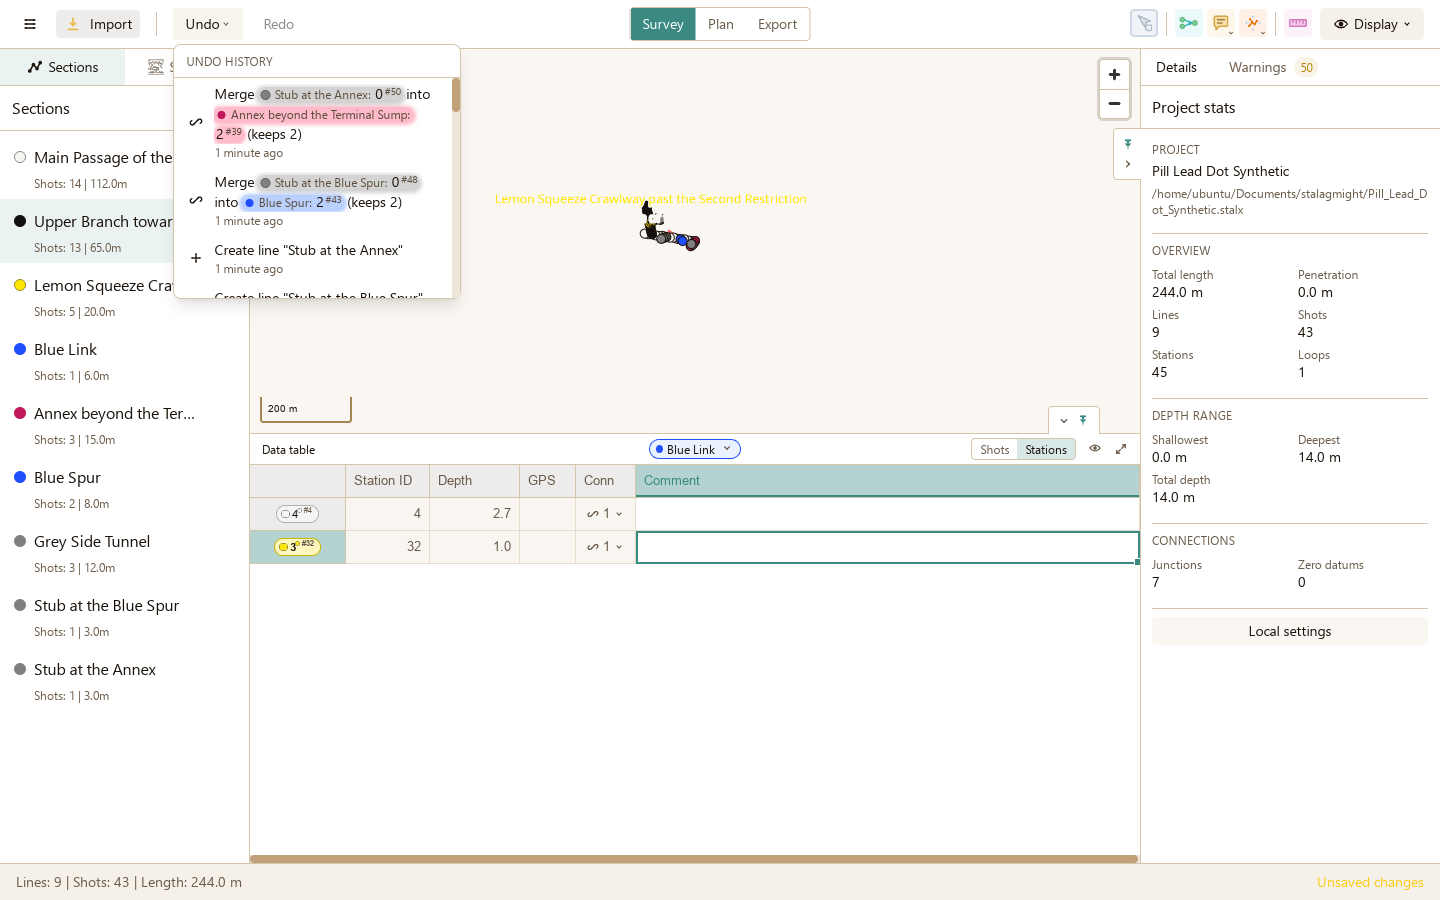 Import
Undo
Redo
Survey
Plan
Export
Display
Sections
S
UNDO HISTORY
Merge Stub at the Annex: 0 #50 into
Annex beyond the Terminal Sump:
2 #39 (keeps 2)
1 minute ago
Merge Stub at the Blue Spur: 0 #48
into Blue Spur: 2 #43 (keeps 2)
1 minute ago
Create line "Stub at the Annex"
1 minute ago
Create line "Stub at the Blue Spur"
Sections
Main Passage of the
Shots: 14 | 112.0m
Upper Branch towar
Shots: 13 | 65.0m
Lemon Squeeze Cra
Shots: 5 | 20.0m
Blue Link
Shots: 1 | 6.0m
Annex beyond the Ter...
Shots: 3 | 15.0m
Blue Spur
Shots: 2 | 8.0m
Grey Side Tunnel
Shots: 3 | 12.0m
Stub at the Blue Spur
Shots: 1 | 3.0m
Stub at the Annex
Shots: 1 | 3.0m
Lemon Squeeze Crawlway past the Second Restriction
200 m
Data table
Blue Link
Shots
Stations
Station ID Depth GPS Conn Comment
4 #4 4 2.7 1
3 #32 32 1.0 1
Details
Warnings 50
Project stats
PROJECT
Pill Lead Dot Synthetic
/home/ubuntu/Documents/stalagmight/Pill_Lead_D
ot_Synthetic.stalx
OVERVIEW
Total length Penetration
244.0 m 0.0 m
Lines Shots
9 43
Stations Loops
45 1
DEPTH RANGE
Shallowest Deepest
0.0 m 14.0 m
Total depth
14.0 m
CONNECTIONS
Junctions Zero datums
7 0
Local settings
Lines: 9 | Shots: 43 | Length: 244.0 m
Unsaved changes